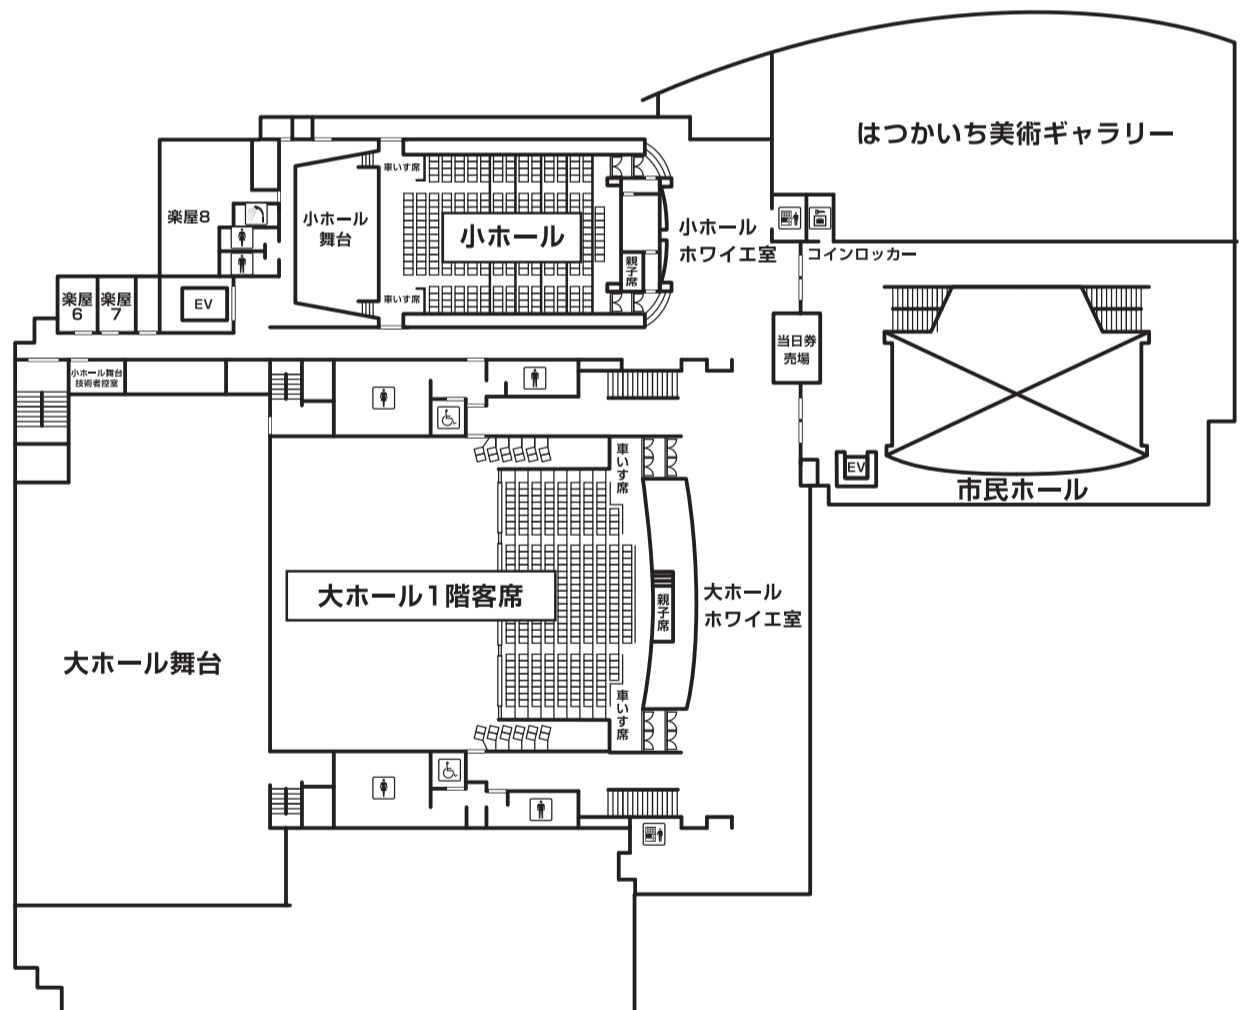 はつかいち美術ギャラリー
車いす席
楽屋8
小ホール
舞台
小ホール
小ホール
ホワイエ室
コインロッカー
親子席
車いす席
楽屋
6
楽屋
7
EV
当日券
売場
小ホール舞台
技術者控室
車いす席
EV
市民ホール
大ホール1階客席
親子席
大ホール
ホワイエ室
大ホール舞台
車いす席